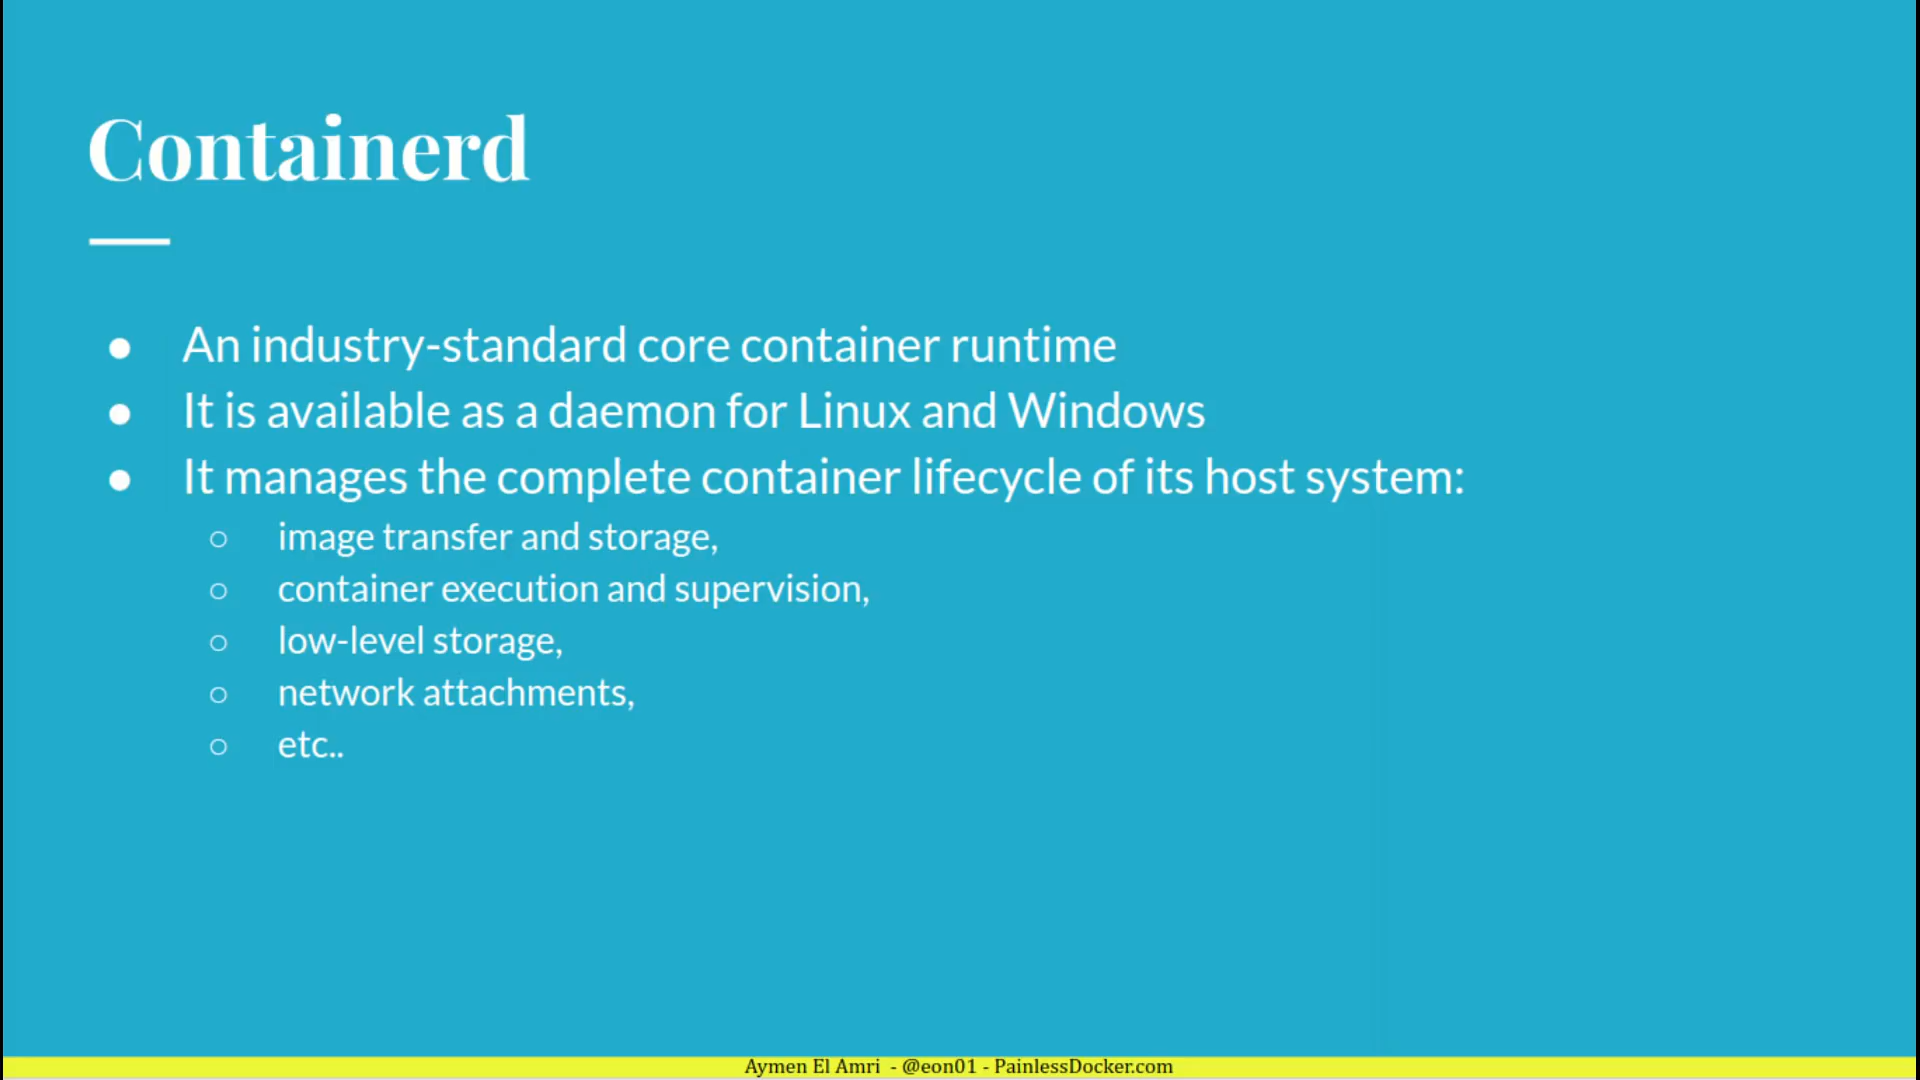 Containerd
● An industry-standard core container runtime
● It is available as a daemon for Linux and Windows
● It manages the complete container lifecycle of its host system:
○ image transfer and storage,
○ container execution and supervision,
○ low-level storage,
○ network attachments,
○ etc..
Aymen El Amri - @eon01 - PainlessDocker.com